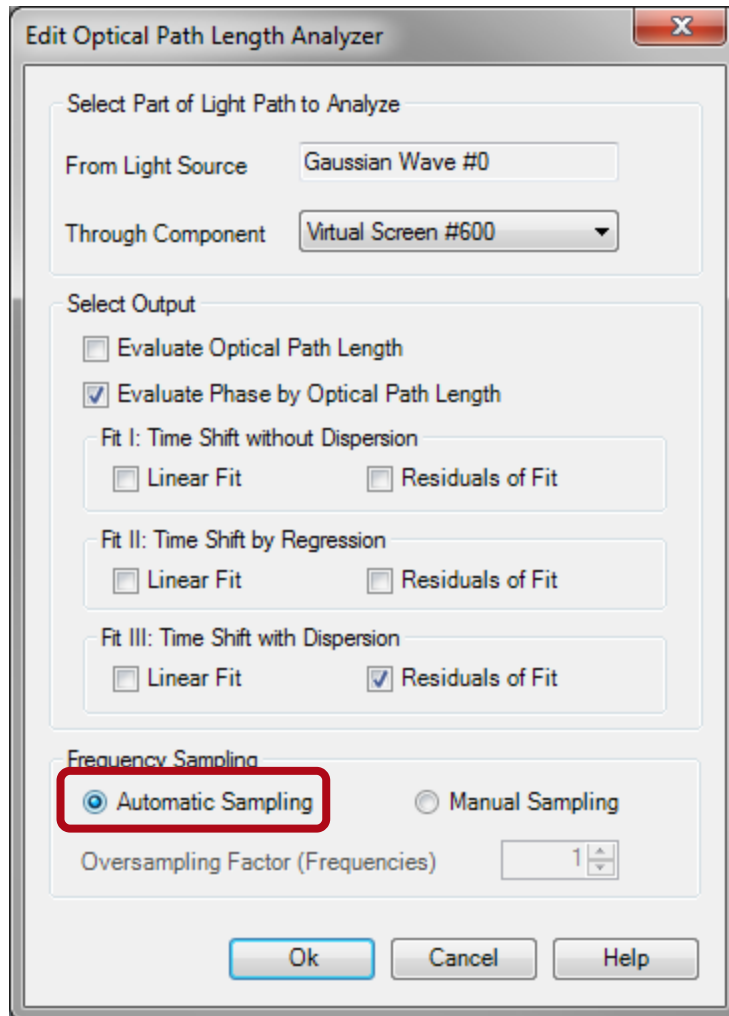 Edit Optical Path Length Analyzer
Select Part of Light Path to Analyze
From Light Source Gaussian Wave #0
Through Component Virtual Screen #600
Select Output
Evaluate Optical Path Length
Evaluate Phase by Optical Path Length
Fit I: Time Shift without Dispersion
Linear Fit Residuals of Fit
Fit II: Time Shift by Regression
Linear Fit Residuals of Fit
Fit III: Time Shift with Dispersion
Linear Fit Residuals of Fit
Frequency Sampling
Automatic Sampling Manual Sampling
Oversampling Factor (Frequencies) 1
Ok Cancel Help